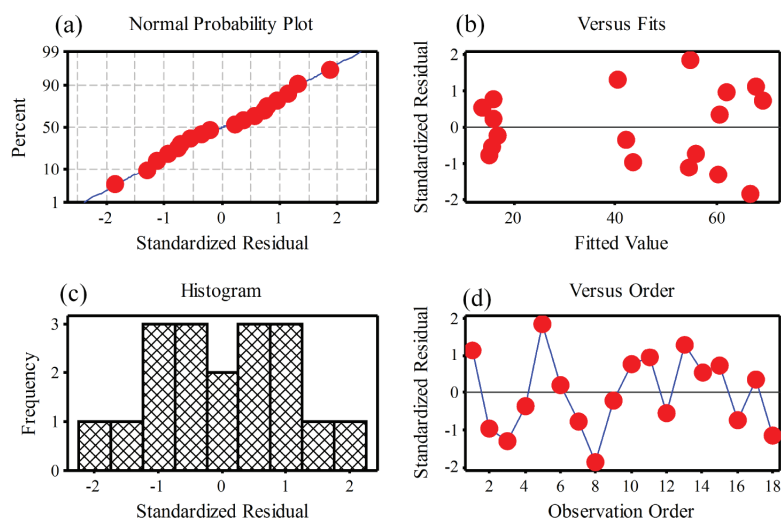 (a) Normal Probability Plot
99
90
50
10
1
Percent
-2 -1 0 1 2
Standardized Residual
(b) Versus Fits
2
1
0
-1
-2
Standardized Residual
20 40 60
Fitted Value
(c) Histogram
3
2
1
0
Frequency
-2 -1 0 1 2
Standardized Residual
(d) Versus Order
2
1
0
-1
-2
Standardized Residual
2 4 6 8 10 12 14 16 18
Observation Order